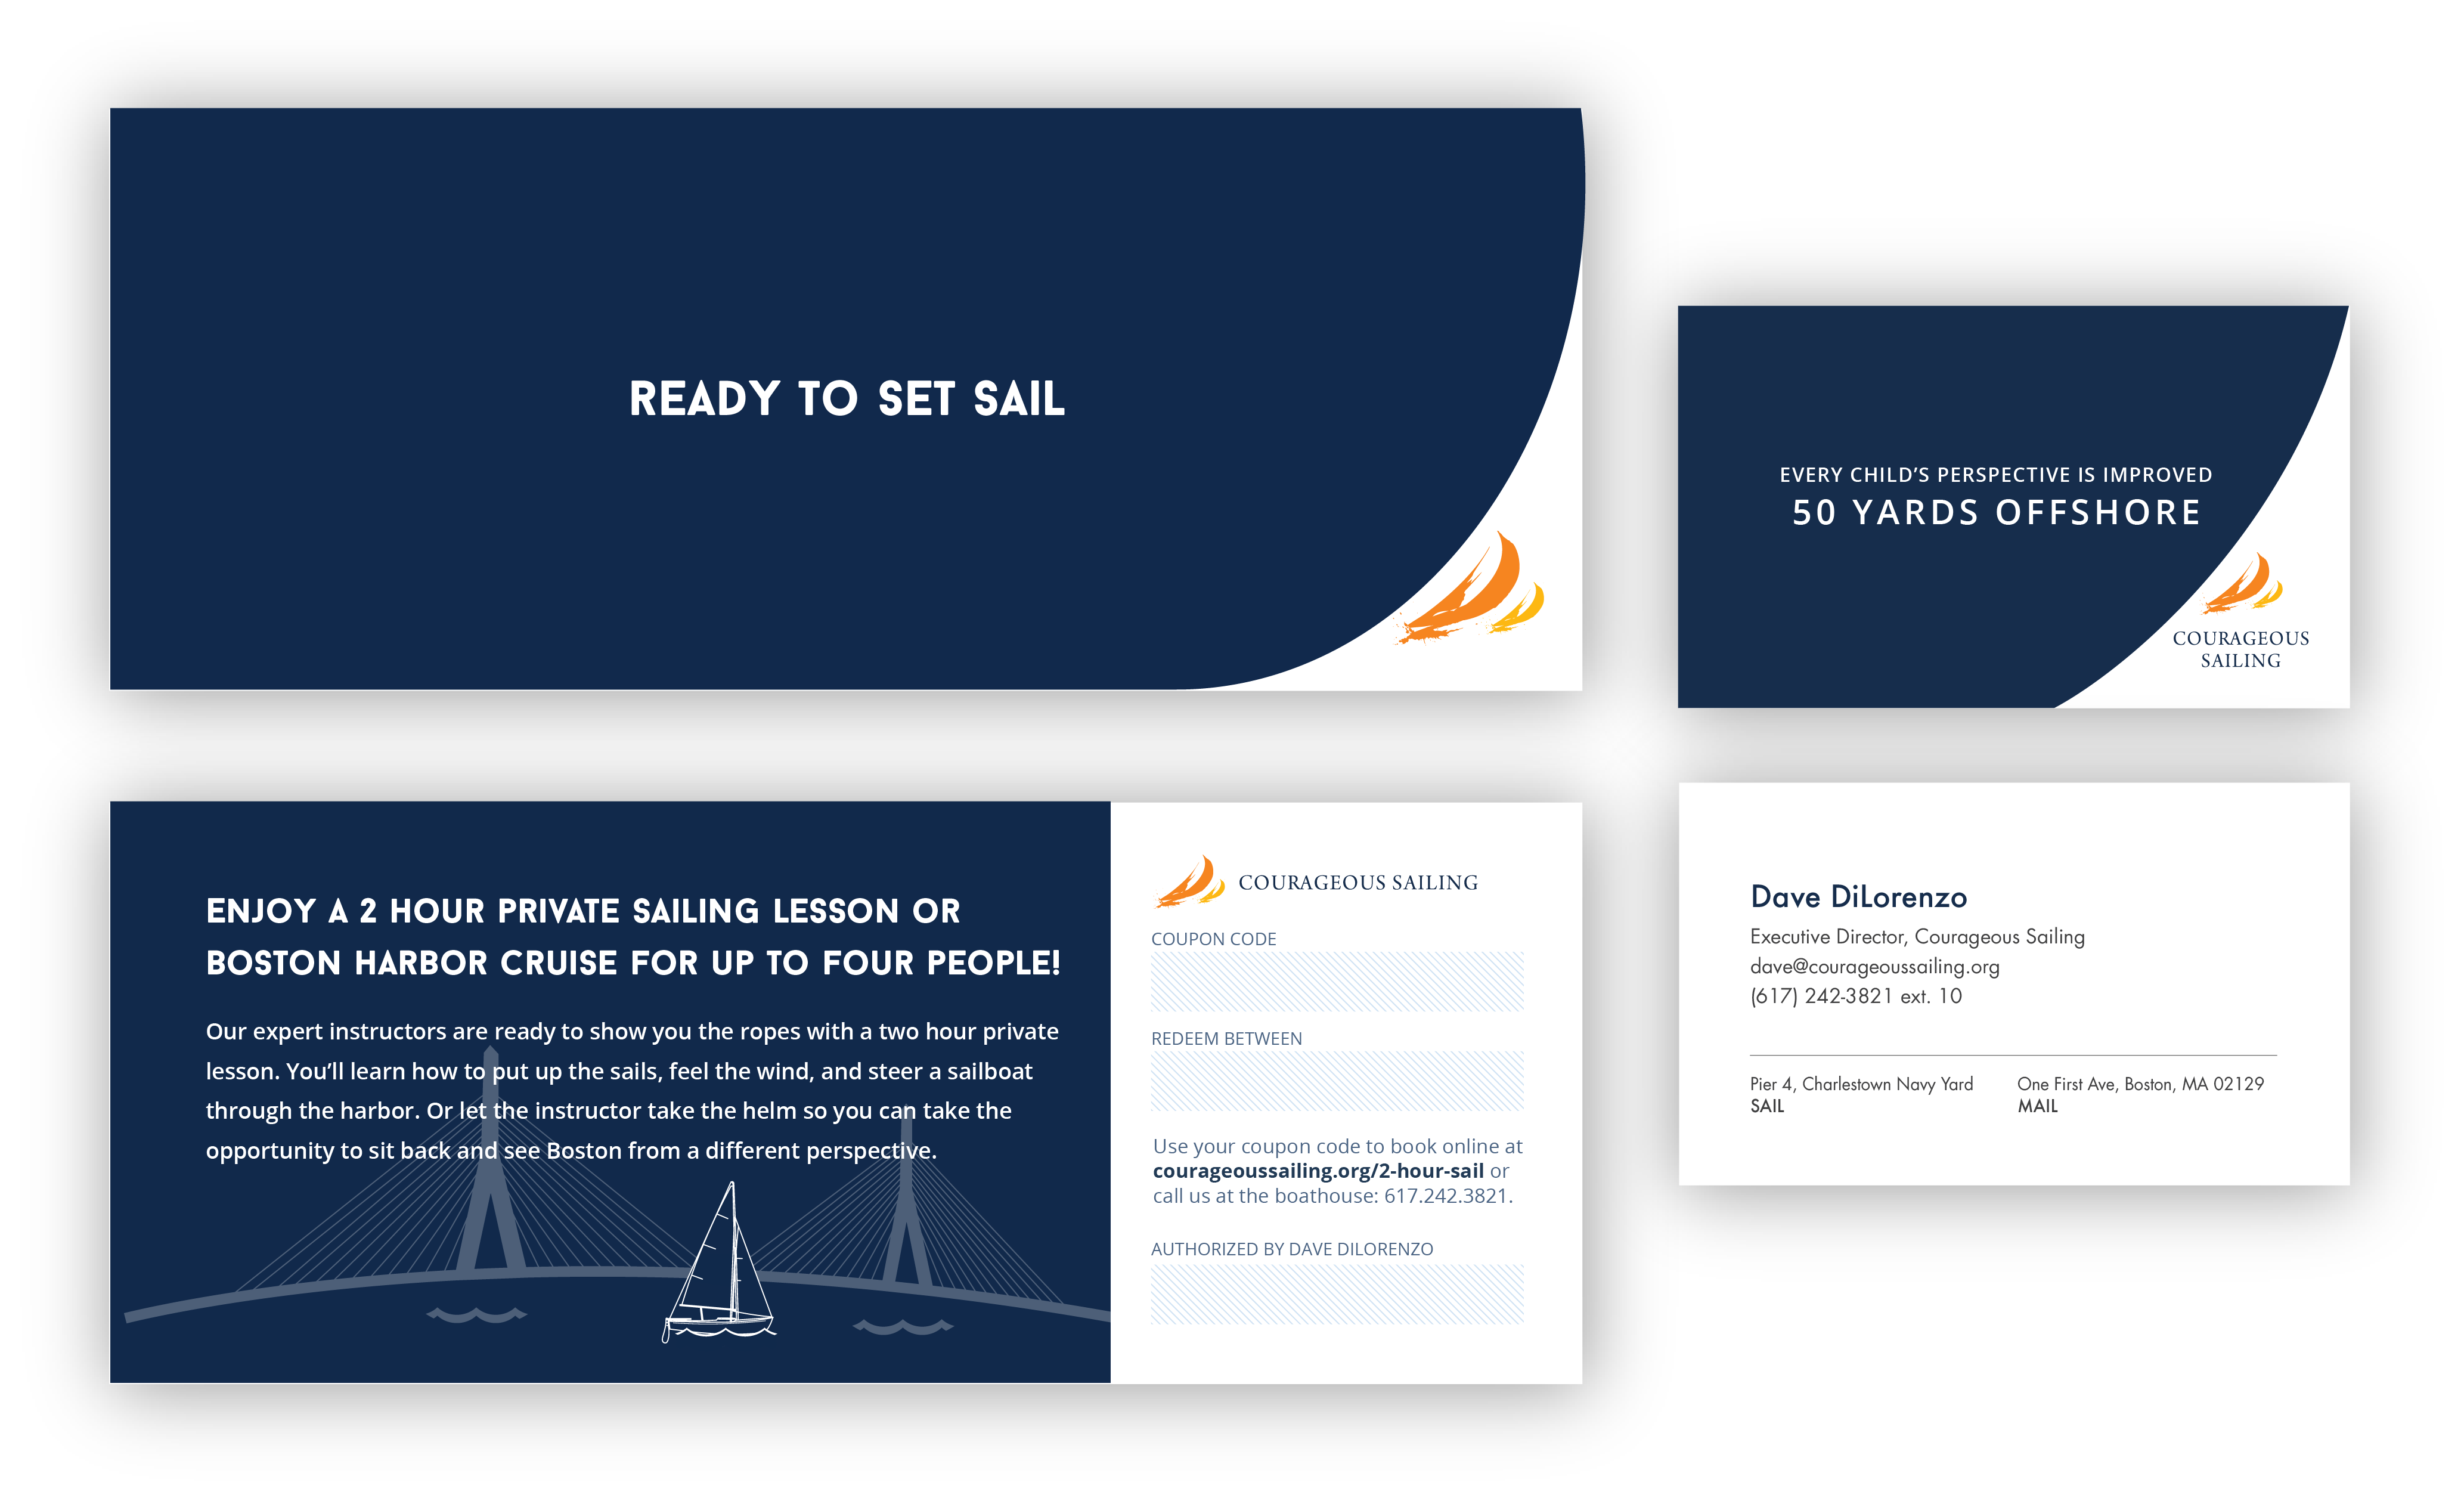 READY TO SET SAIL
EVERY CHILD'S PERSPECTIVE IS IMPROVED
50 YARDS OFFSHORE
COURAGEOUS
SAILING
ENJOY A 2 HOUR PRIVATE SAILING LESSON OR
BOSTON HARBOR CRUISE FOR UP TO FOUR PEOPLE!
Our expert instructors are ready to show you the ropes with a two hour private
lesson. You'll learn how to put up the sails, feel the wind, and steer a sailboat
through the harbor. Or let the instructor take the helm so you can take the
opportunity to sit back and see Boston from a different perspective.
COURAGEOUS SAILING
COUPON CODE
REDEEM BETWEEN
Use your coupon code to book online at
courageoussailing.org/2-hour-sail or
call us at the boathouse: 617.242.3821.
AUTHORIZED BY DAVE DILORENZO
Dave DiLorenzo
Executive Director, Courageous Sailing
dave@courageoussailing.org
(617) 242-3821 ext. 10
Pier 4, Charlestown Navy Yard
SAIL
One First Ave, Boston, MA 02129
MAIL